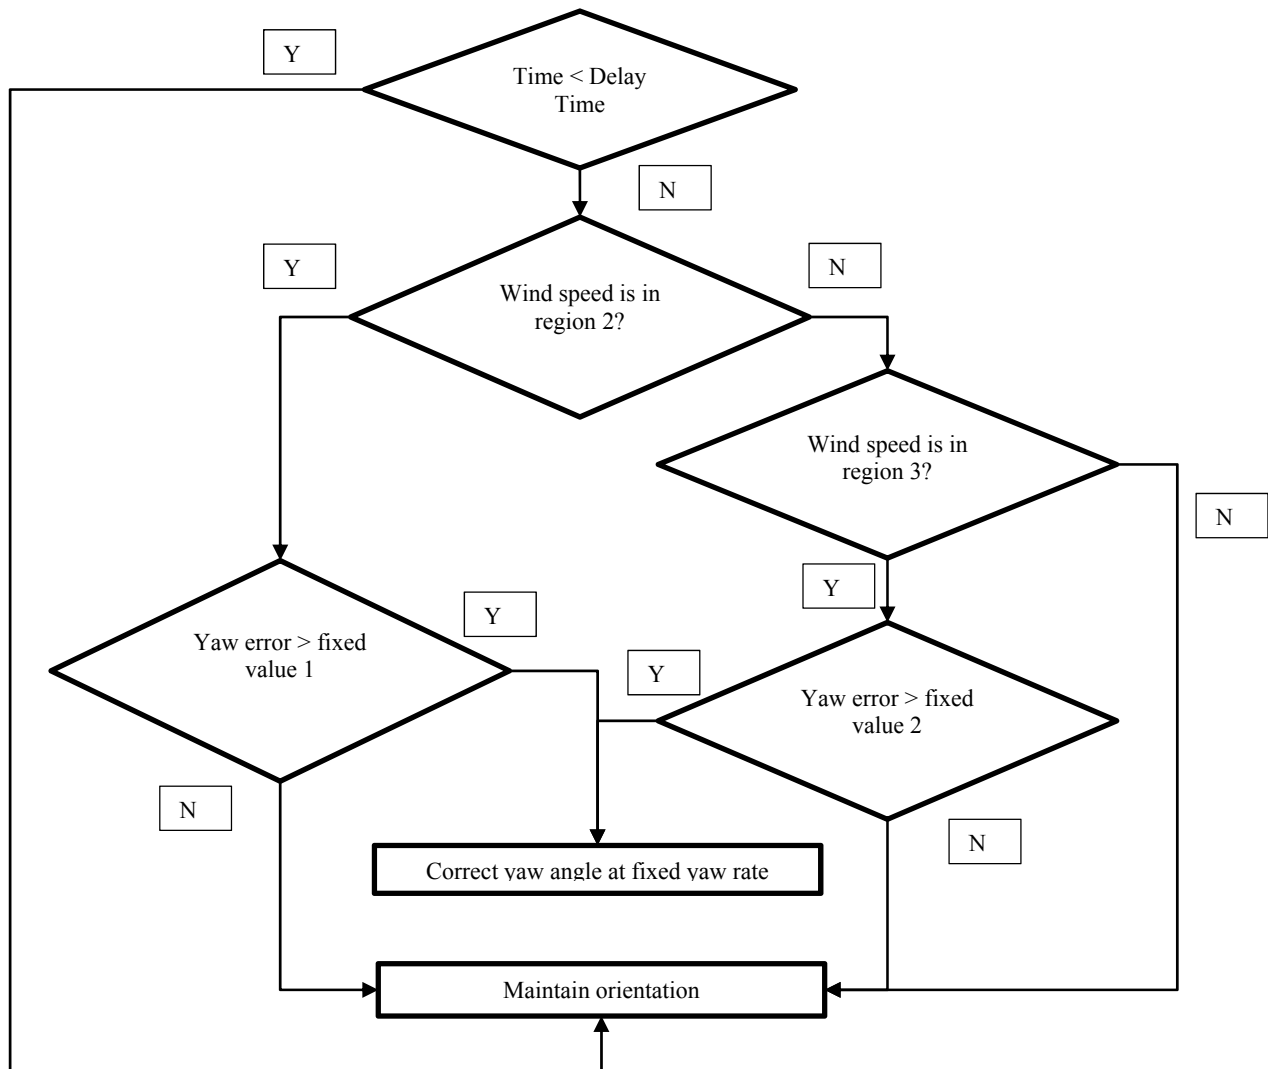 Y
Time < Delay
Time
N
Y
N
Wind speed is in
region 2?
Wind speed is in
region 3?
N
Y
Y
Yaw error > fixed
value 1
Y
Yaw error > fixed
value 2
N
N
Correct yaw angle at fixed yaw rate
Maintain orientation